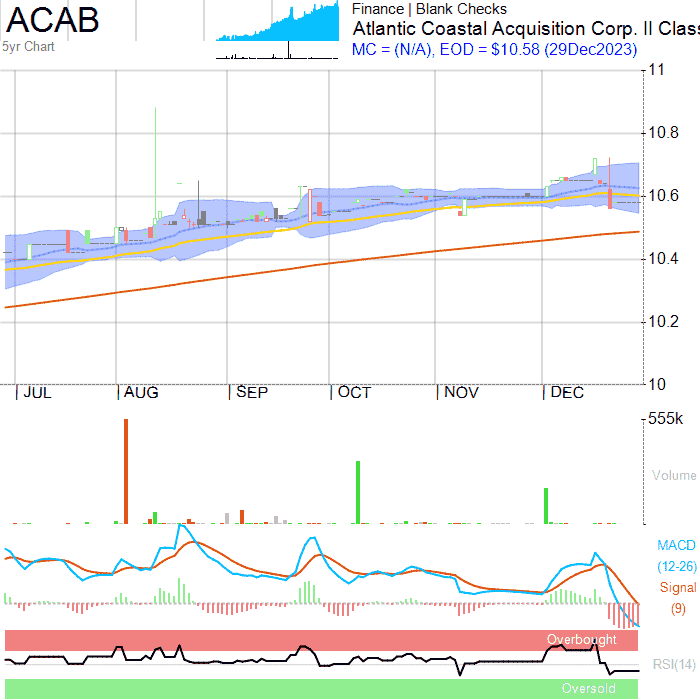 ACAB
5yr Chart
Finance | Blank Checks
Atlantic Coastal Acquisition Corp. II Clas
MC = (N/A), EOD = $10.58 (29Dec2023)
11
10.8
10.6
10.4
10.2
10
JUL AUG SEP OCT NOV DEC
555k
Volume
MACD
(12-26)
Signal
(9)
Overbought
RSI(14)
Oversold